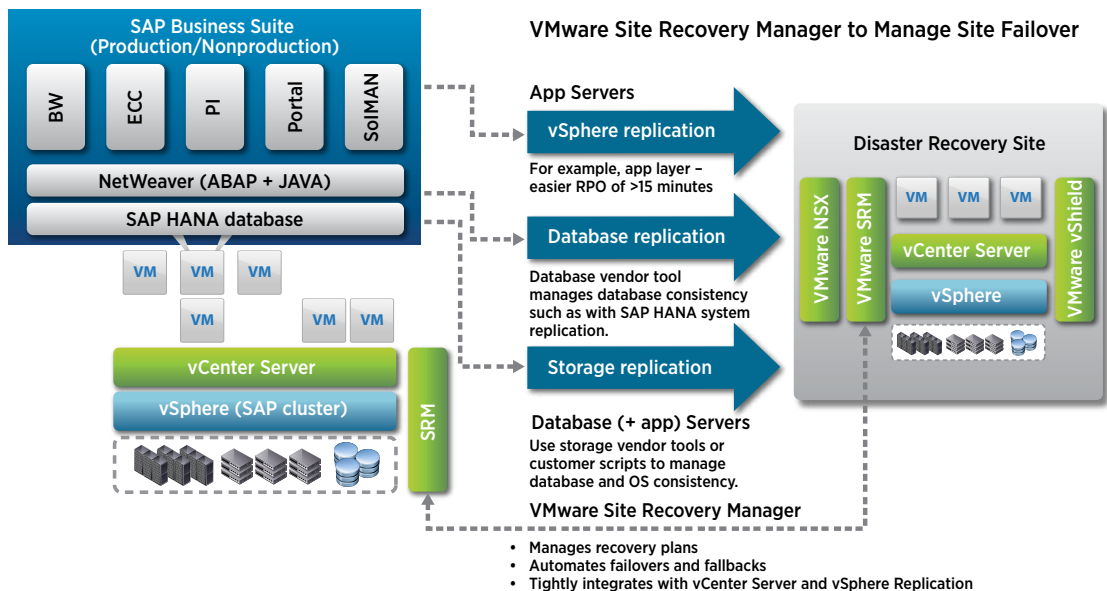 SAP Business Suite
(Production/Nonproduction)
BW
ECC
PI
Portal
SolMAN
NetWeaver (ABAP + JAVA)
SAP HANA database
VM
VM
VM
VM
VM
VM
vCenter Server
vSphere (SAP cluster)
SRM
VMware Site Recovery Manager to Manage Site Failover
App Servers
vSphere replication
For example, app layer –
easier RPO of >15 minutes
Database replication
Database vendor tool
manages database consistency
such as with SAP HANA system
replication.
Storage replication
Database (+ app) Servers
Use storage vendor tools or
customer scripts to manage
database and OS consistency.
VMware Site Recovery Manager
• Manages recovery plans
• Automates failovers and fallbacks
• Tightly integrates with vCenter Server and vSphere Replication
Disaster Recovery Site
VMware NSX
VMware SRM
VM
VM
VM
vCenter Server
vSphere
VMware vShield